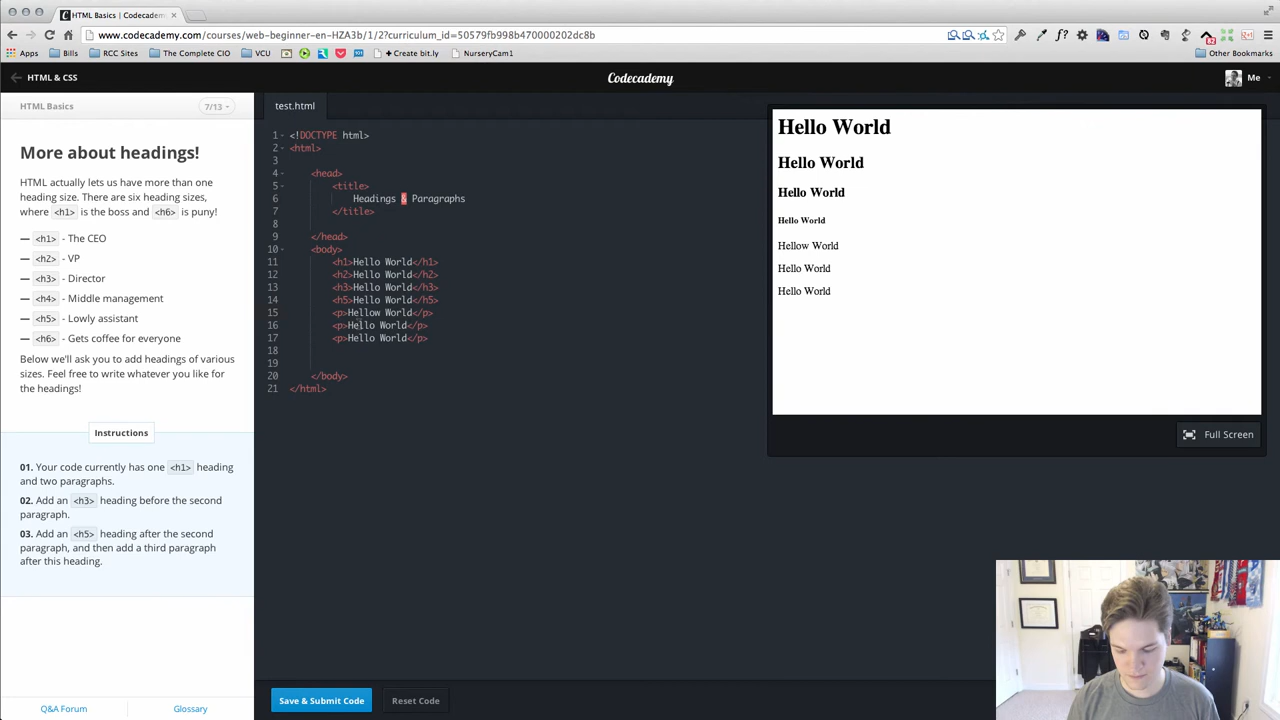 HTML Basics | Codecademy
www.codecademy.com/courses/web-beginner-en-HZA3b/1/2?curriculum_id=50579fb998b470000202dc8b
Apps Bills RCC Sites The Complete CIO VCU + Create bit.ly NurseryCam1 Other Bookmarks
HTML & CSS
Codecademy
Me
HTML Basics 7/13
test.html
More about headings!
HTML actually lets us have more than one
heading size. There are six heading sizes,
where <h1> is the boss and <h6> is puny!
— <h1> - The CEO
— <h2> - VP
— <h3> - Director
— <h4> - Middle management
— <h5> - Lowly assistant
— <h6> - Gets coffee for everyone
Below we'll ask you to add headings of various
sizes. Feel free to write whatever you like for
the headings!
Instructions
01. Your code currently has one <h1> heading
and two paragraphs.
02. Add an <h3> heading before the second
paragraph.
03. Add an <h5> heading after the second
paragraph, and then add a third paragraph
after this heading.
Q&A Forum Glossary
1 <!DOCTYPE html>
2 <html>
3
4 <head>
5 <title>
6 Headings & Paragraphs
7 </title>
8
9 </head>
10 <body>
11 <h1>Hello World</h1>
12 <h2>Hello World</h2>
13 <h3>Hello World</h3>
14 <h5>Hello World</h5>
15 <p>Hellow World</p>
16 <p>Hello World</p>
17 <p>Hello World</p>
18
19
20 </body>
21 </html>
Save & Submit Code Reset Code
Hello World
Hello World
Hello World
Hello World
Hellow World
Hello World
Hello World
Full Screen